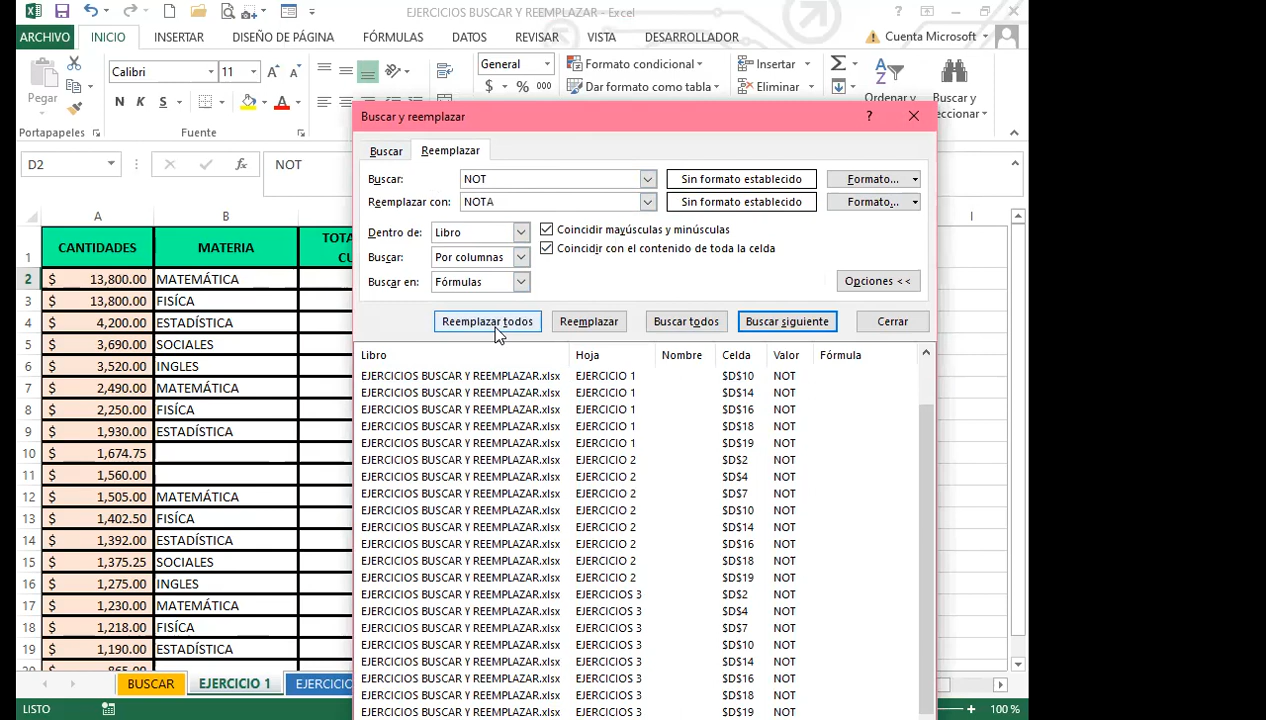 EJERCICIOS BUSCAR Y REEMPLAZAR - Excel
ARCHIVO INICIO INSERTAR DISEÑO DE PÁGINA FÓRMULAS DATOS REVISAR VISTA DESARROLLADOR Cuenta Microsoft
Calibri 11 General Formato condicional Insertar
Pegar N K S $ % 000 Dar formato como tabla Eliminar Ordenar y Buscar y
eccionar
Portapapeles Fuente
Buscar y reemplazar ?
Buscar Reemplazar
D2 fx NOT
Buscar: NOT Sin formato establecido Formato...
Reemplazar con: NOTA Sin formato establecido Formato...
Dentro de: Libro Coincidir mayúsculas y minúsculas
Buscar: Por columnas Coincidir con el contenido de toda la celda
Buscar en: Fórmulas Opciones <<
Reemplazar todos Reemplazar Buscar todos Buscar siguiente Cerrar
Libro Hoja Nombre Celda Valor Fórmula
EJERCICIOS BUSCAR Y REEMPLAZAR.xlsx EJERCICIO 1 $D$10 NOT
EJERCICIOS BUSCAR Y REEMPLAZAR.xlsx EJERCICIO 1 $D$14 NOT
EJERCICIOS BUSCAR Y REEMPLAZAR.xlsx EJERCICIO 1 $D$16 NOT
EJERCICIOS BUSCAR Y REEMPLAZAR.xlsx EJERCICIO 1 $D$18 NOT
EJERCICIOS BUSCAR Y REEMPLAZAR.xlsx EJERCICIO 1 $D$19 NOT
EJERCICIOS BUSCAR Y REEMPLAZAR.xlsx EJERCICIO 2 $D$2 NOT
EJERCICIOS BUSCAR Y REEMPLAZAR.xlsx EJERCICIO 2 $D$4 NOT
EJERCICIOS BUSCAR Y REEMPLAZAR.xlsx EJERCICIO 2 $D$7 NOT
EJERCICIOS BUSCAR Y REEMPLAZAR.xlsx EJERCICIO 2 $D$10 NOT
EJERCICIOS BUSCAR Y REEMPLAZAR.xlsx EJERCICIO 2 $D$14 NOT
EJERCICIOS BUSCAR Y REEMPLAZAR.xlsx EJERCICIO 2 $D$16 NOT
EJERCICIOS BUSCAR Y REEMPLAZAR.xlsx EJERCICIO 2 $D$18 NOT
EJERCICIOS BUSCAR Y REEMPLAZAR.xlsx EJERCICIO 2 $D$19 NOT
EJERCICIOS BUSCAR Y REEMPLAZAR.xlsx EJERCICIOS 3 $D$2 NOT
EJERCICIOS BUSCAR Y REEMPLAZAR.xlsx EJERCICIOS 3 $D$4 NOT
EJERCICIOS BUSCAR Y REEMPLAZAR.xlsx EJERCICIOS 3 $D$7 NOT
EJERCICIOS BUSCAR Y REEMPLAZAR.xlsx EJERCICIOS 3 $D$10 NOT
EJERCICIOS BUSCAR Y REEMPLAZAR.xlsx EJERCICIOS 3 $D$14 NOT
EJERCICIOS BUSCAR Y REEMPLAZAR.xlsx EJERCICIOS 3 $D$16 NOT
EJERCICIOS BUSCAR Y REEMPLAZAR.xlsx EJERCICIOS 3 $D$18 NOT
EJERCICIOS BUSCAR Y REEMPLAZAR.xlsx EJERCICIOS 3 $D$19 NOT
A B I
1 CANTIDADES MATERIA TOTA
CU
2 $ 13,800.00 MATEMÁTICA
3 $ 13,800.00 FISÍCA
4 $ 4,200.00 ESTADÍSTICA
5 $ 3,690.00 SOCIALES
6 $ 3,520.00 INGLES
7 $ 2,490.00 MATEMÁTICA
8 $ 2,250.00 FISÍCA
9 $ 1,930.00 ESTADÍSTICA
10 $ 1,674.75
11 $ 1,560.00
12 $ 1,505.00 MATEMÁTICA
13 $ 1,402.50 FISÍCA
14 $ 1,392.00 ESTADÍSTICA
15 $ 1,375.25 SOCIALES
16 $ 1,275.00 INGLES
17 $ 1,230.00 MATEMÁTICA
18 $ 1,218.00 FISÍCA
19 $ 1,190.00 ESTADÍSTICA
BUSCAR EJERCICIO 1 EJERCICIO
LISTO 100 %